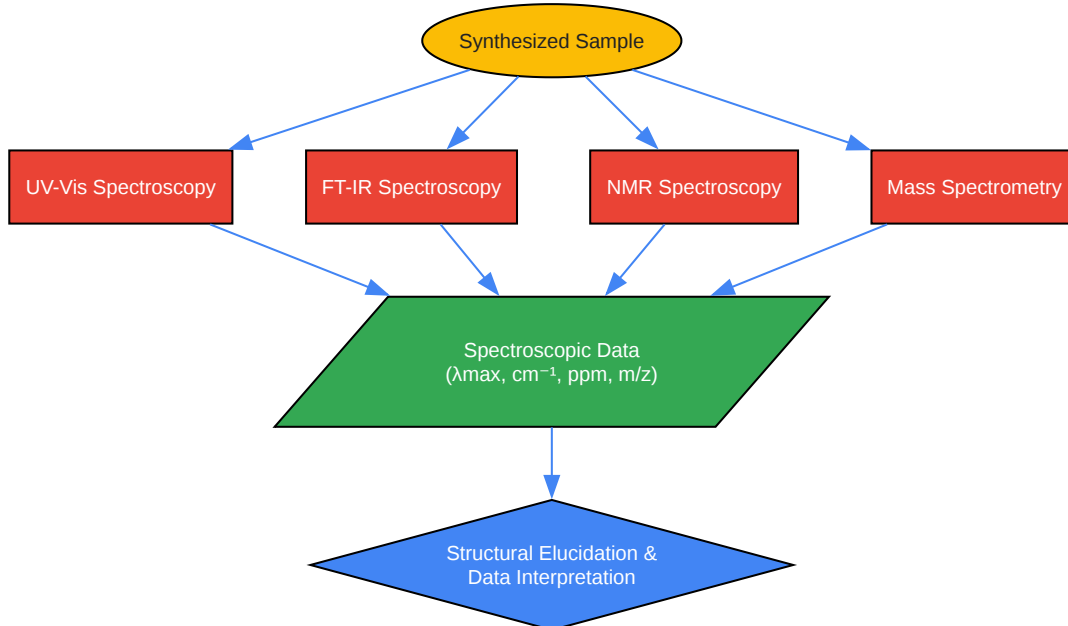 Synthesized Sample
UV-Vis Spectroscopy
FT-IR Spectroscopy
NMR Spectroscopy
Mass Spectrometry
Spectroscopic Data
(λmax, cm⁻¹, ppm, m/z)
Structural Elucidation &
Data Interpretation